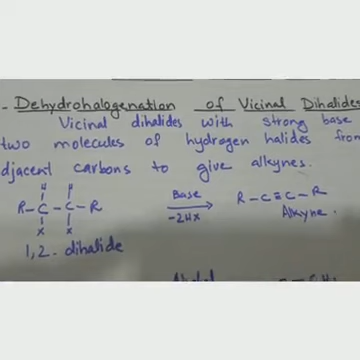 - Dehydrohalogenation of Vicinal Dihalides
Vicinal dihalides with strong base
two molecules of hydrogen halides from
adjacent carbons to give alkynes.
H H
R - C - C - R Base R - C ≡ C - R
X X -2HX Alkyne.
1,2- dihalide